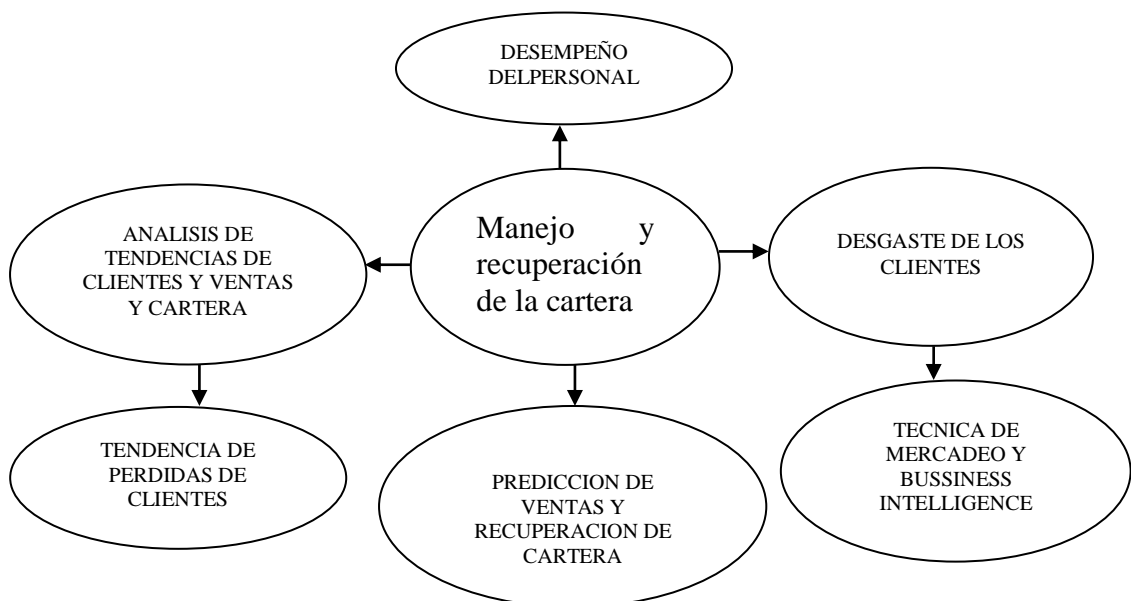 DESEMPEÑO
DELPERSONAL
ANALISIS DE
TENDENCIAS DE
CLIENTES Y VENTAS
Y CARTERA
Manejo y
recuperación
de la cartera
DESGASTE DE LOS
CLIENTES
TENDENCIA DE
PERDIDAS DE
CLIENTES
PREDICCION DE
VENTAS Y
RECUPERACION DE
CARTERA
TECNICA DE
MERCADEO Y
BUSSINESS
INTELLIGENCE